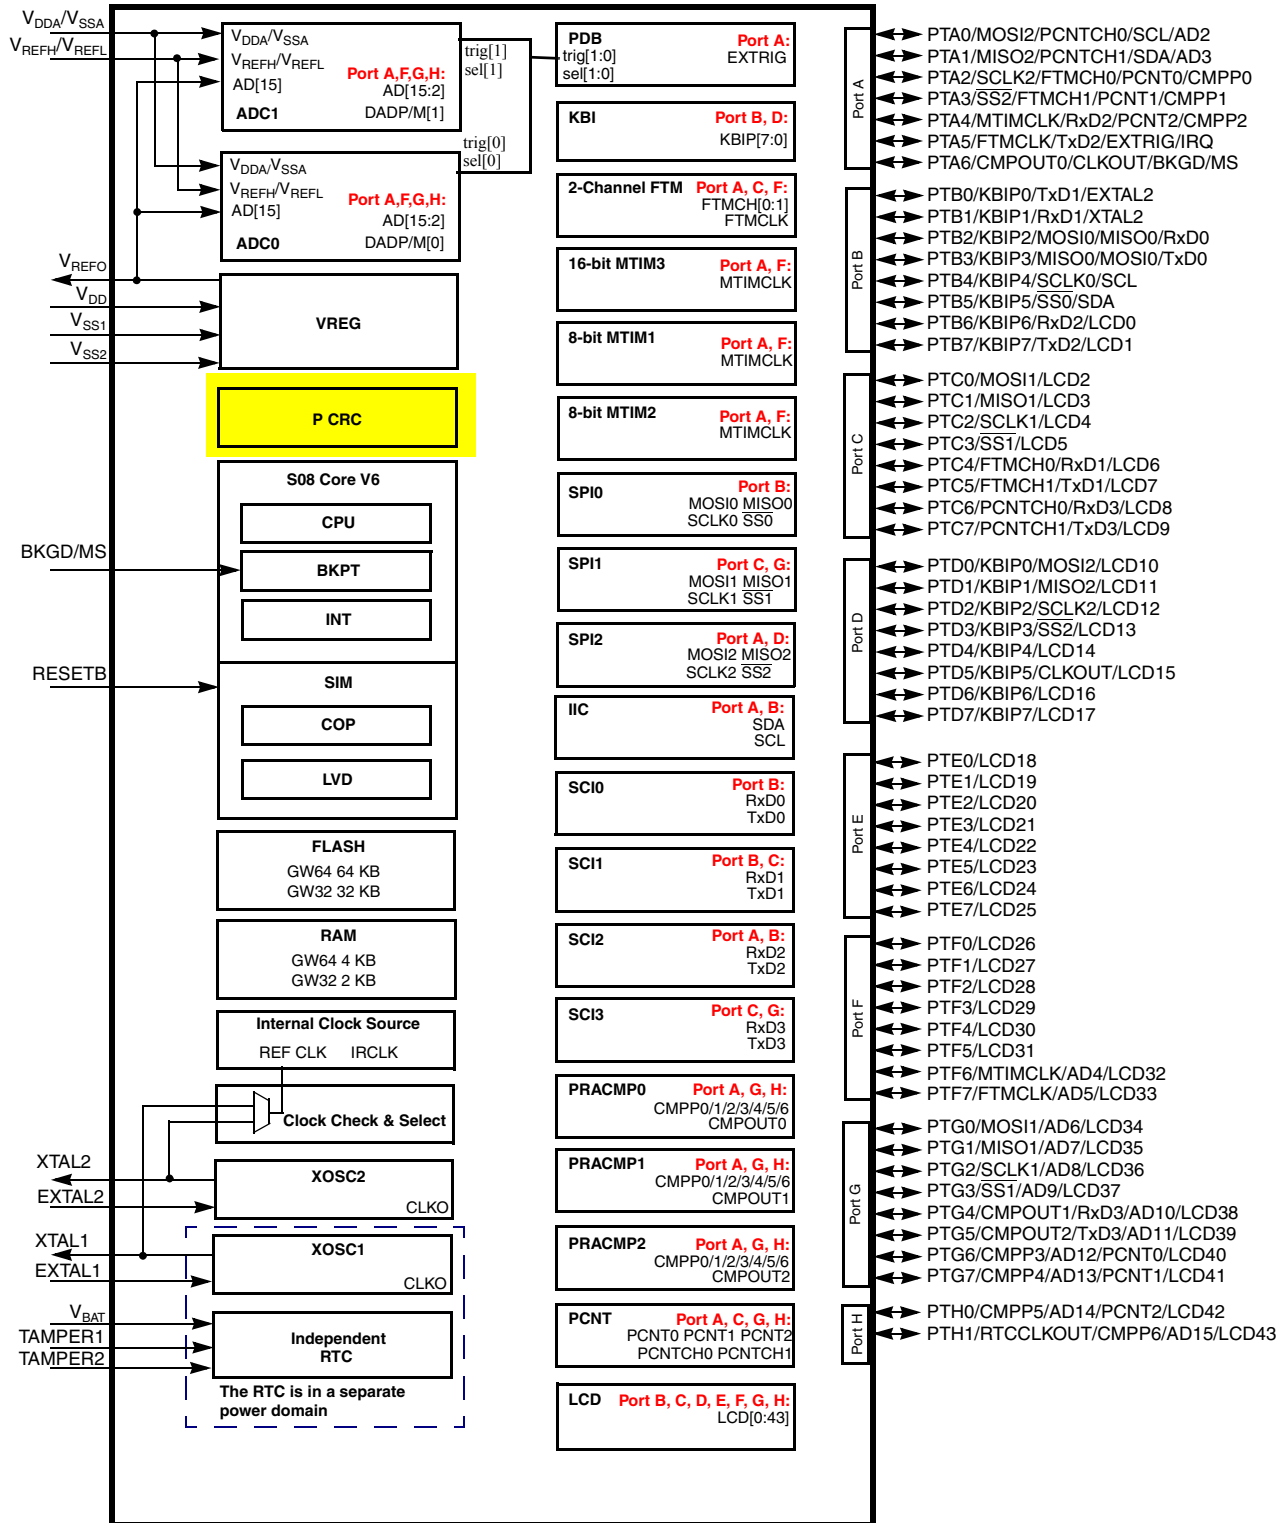 V_DDA/V_SSA
V_REFH/V_REFL
V_DDA/V_SSA
V_REFH/V_REFL
AD[15]
Port A,F,G,H:
AD[15:2]
ADC1
DADP/M[1]
trig[1]
sel[1]
trig[0]
sel[0]
V_DDA/V_SSA
V_REFH/V_REFL
AD[15]
Port A,F,G,H:
AD[15:2]
ADC0
DADP/M[0]
V_REFO
V_DD
V_SS1
V_SS2
VREG
P CRC
S08 Core V6
CPU
BKGD/MS
BKPT
INT
RESETB
SIM
COP
LVD
FLASH
GW64 64 KB
GW32 32 KB
RAM
GW64 4 KB
GW32 2 KB
Internal Clock Source
REF CLK IRCLK
Clock Check & Select
XTAL2
EXTAL2
XOSC2
CLKO
XTAL1
EXTAL1
XOSC1
CLKO
V_BAT
TAMPER1
TAMPER2
Independent
RTC
The RTC is in a separate
power domain
PDB Port A:
trig[1:0] EXTRIG
sel[1:0]
KBI Port B, D:
KBIP[7:0]
2-Channel FTM Port A, C, F:
FTMCH[0:1]
FTMCLK
16-bit MTIM3 Port A, F:
MTIMCLK
8-bit MTIM1 Port A, F:
MTIMCLK
8-bit MTIM2 Port A, F:
MTIMCLK
SPI0 Port B:
MOSI0 MISO0
SCLK0 SS0
SPI1 Port C, G:
MOSI1 MISO1
SCLK1 SS1
SPI2 Port A, D:
MOSI2 MISO2
SCLK2 SS2
IIC Port A, B:
SDA
SCL
SCI0 Port B:
RxD0
TxD0
SCI1 Port B, C:
RxD1
TxD1
SCI2 Port A, B:
RxD2
TxD2
SCI3 Port C, G:
RxD3
TxD3
PRACMP0 Port A, G, H:
CMPP0/1/2/3/4/5/6
CMPOUT0
PRACMP1 Port A, G, H:
CMPP0/1/2/3/4/5/6
CMPOUT1
PRACMP2 Port A, G, H:
CMPP0/1/2/3/4/5/6
CMPOUT2
PCNT Port A, C, G, H:
PCNT0 PCNT1 PCNT2
PCNTCH0 PCNTCH1
LCD Port B, C, D, E, F, G, H:
LCD[0:43]
Port A
PTA0/MOSI2/PCNTCH0/SCL/AD2
PTA1/MISO2/PCNTCH1/SDA/AD3
PTA2/SCLK2/FTMCH0/PCNT0/CMPP0
PTA3/SS2/FTMCH1/PCNT1/CMPP1
PTA4/MTIMCLK/RxD2/PCNT2/CMPP2
PTA5/FTMCLK/TxD2/EXTRIG/IRQ
PTA6/CMPOUT0/CLKOUT/BKGD/MS
Port B
PTB0/KBIP0/TxD1/EXTAL2
PTB1/KBIP1/RxD1/XTAL2
PTB2/KBIP2/MOSI0/MISO0/RxD0
PTB3/KBIP3/MISO0/MOSI0/TxD0
PTB4/KBIP4/SCLK0/SCL
PTB5/KBIP5/SS0/SDA
PTB6/KBIP6/RxD2/LCD0
PTB7/KBIP7/TxD2/LCD1
Port C
PTC0/MOSI1/LCD2
PTC1/MISO1/LCD3
PTC2/SCLK1/LCD4
PTC3/SS1/LCD5
PTC4/FTMCH0/RxD1/LCD6
PTC5/FTMCH1/TxD1/LCD7
PTC6/PCNTCH0/RxD3/LCD8
PTC7/PCNTCH1/TxD3/LCD9
Port D
PTD0/KBIP0/MOSI2/LCD10
PTD1/KBIP1/MISO2/LCD11
PTD2/KBIP2/SCLK2/LCD12
PTD3/KBIP3/SS2/LCD13
PTD4/KBIP4/LCD14
PTD5/KBIP5/CLKOUT/LCD15
PTD6/KBIP6/LCD16
PTD7/KBIP7/LCD17
Port E
PTE0/LCD18
PTE1/LCD19
PTE2/LCD20
PTE3/LCD21
PTE4/LCD22
PTE5/LCD23
PTE6/LCD24
PTE7/LCD25
Port F
PTF0/LCD26
PTF1/LCD27
PTF2/LCD28
PTF3/LCD29
PTF4/LCD30
PTF5/LCD31
PTF6/MTIMCLK/AD4/LCD32
PTF7/FTMCLK/AD5/LCD33
Port G
PTG0/MOSI1/AD6/LCD34
PTG1/MISO1/AD7/LCD35
PTG2/SCLK1/AD8/LCD36
PTG3/SS1/AD9/LCD37
PTG4/CMPOUT1/RxD3/AD10/LCD38
PTG5/CMPOUT2/TxD3/AD11/LCD39
PTG6/CMPP3/AD12/PCNT0/LCD40
PTG7/CMPP4/AD13/PCNT1/LCD41
Port H
PTH0/CMPP5/AD14/PCNT2/LCD42
PTH1/RTCCLKOUT/CMPP6/AD15/LCD43